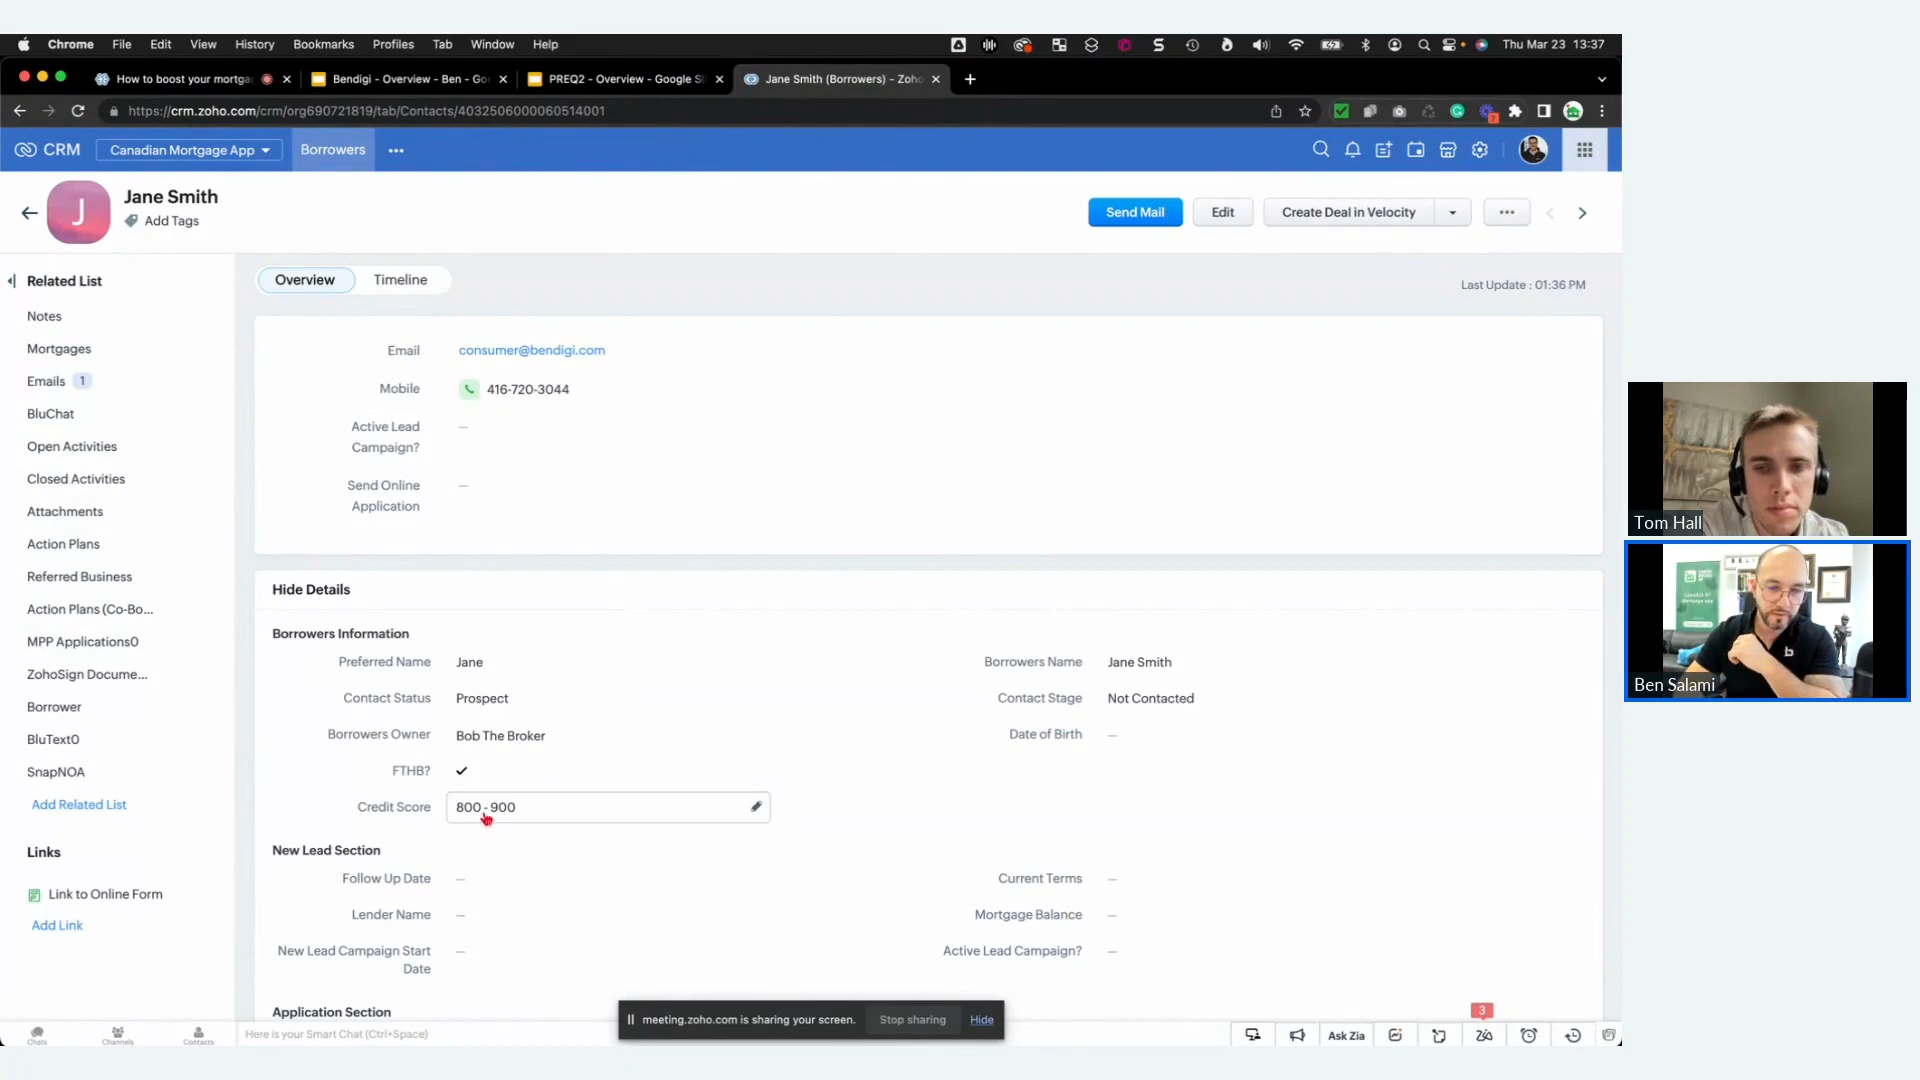 Chrome File Edit View History Bookmarks Profiles Tab Window Help Thu Mar 23 13:37
How to boost your mortga Bendigi - Overview - Ben - Go PREQ2 - Overview - Google Sl Jane Smith (Borrowers) - Zoho
https://crm.zoho.com/crm/org690721819/tab/Contacts/4032506000060514001
CRM Canadian Mortgage App Borrowers
J
Jane Smith
Add Tags
Send Mail Edit Create Deal in Velocity
Related List
Notes
Mortgages
Emails 1
BluChat
Open Activities
Closed Activities
Attachments
Action Plans
Referred Business
Action Plans (Co-Bo...
MPP Applications0
ZohoSign Docume...
Borrower
BluText0
SnapNOA
Add Related List
Links
Link to Online Form
Add Link
Overview Timeline
Last Update : 01:36 PM
Email consumer@bendigi.com
Mobile 416-720-3044
Active Lead Campaign? —
Send Online Application —
Hide Details
Borrowers Information
Preferred Name Jane Borrowers Name Jane Smith
Contact Status Prospect Contact Stage Not Contacted
Borrowers Owner Bob The Broker Date of Birth —
FTHB?
Credit Score 800 - 900
New Lead Section
Follow Up Date — Current Terms —
Lender Name — Mortgage Balance —
New Lead Campaign Start Date — Active Lead Campaign? —
Application Section
meeting.zoho.com is sharing your screen. Stop sharing Hide
Chats Channels Contacts
Here is your Smart Chat (Ctrl+Space)
Ask Zia
3
Tom Hall
Ben Salami